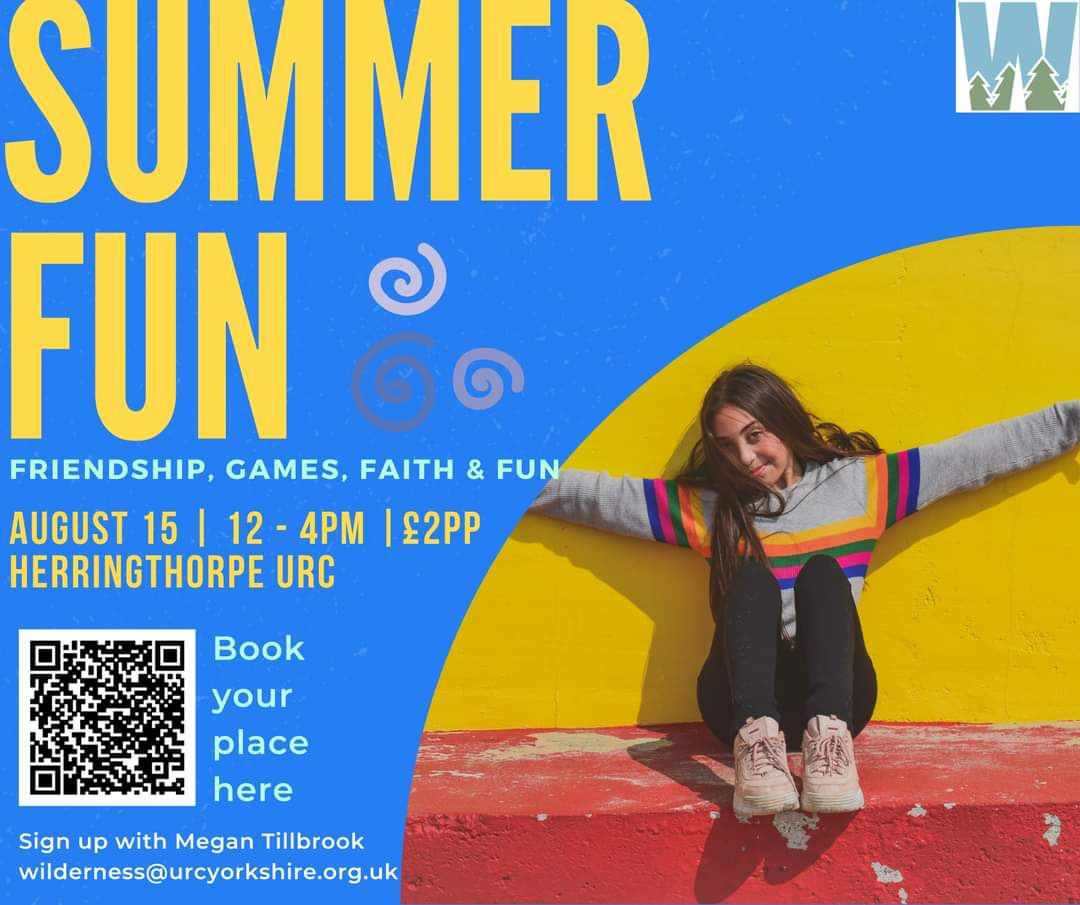 SUMMER
FUN
FRIENDSHIP, GAMES, FAITH & FUN
AUGUST 15 | 12 - 4PM |£2PP
HERRINGTHORPE URC
Book
your
place
here
Sign up with Megan Tillbrook
wilderness@urcyorkshire.org.uk
W